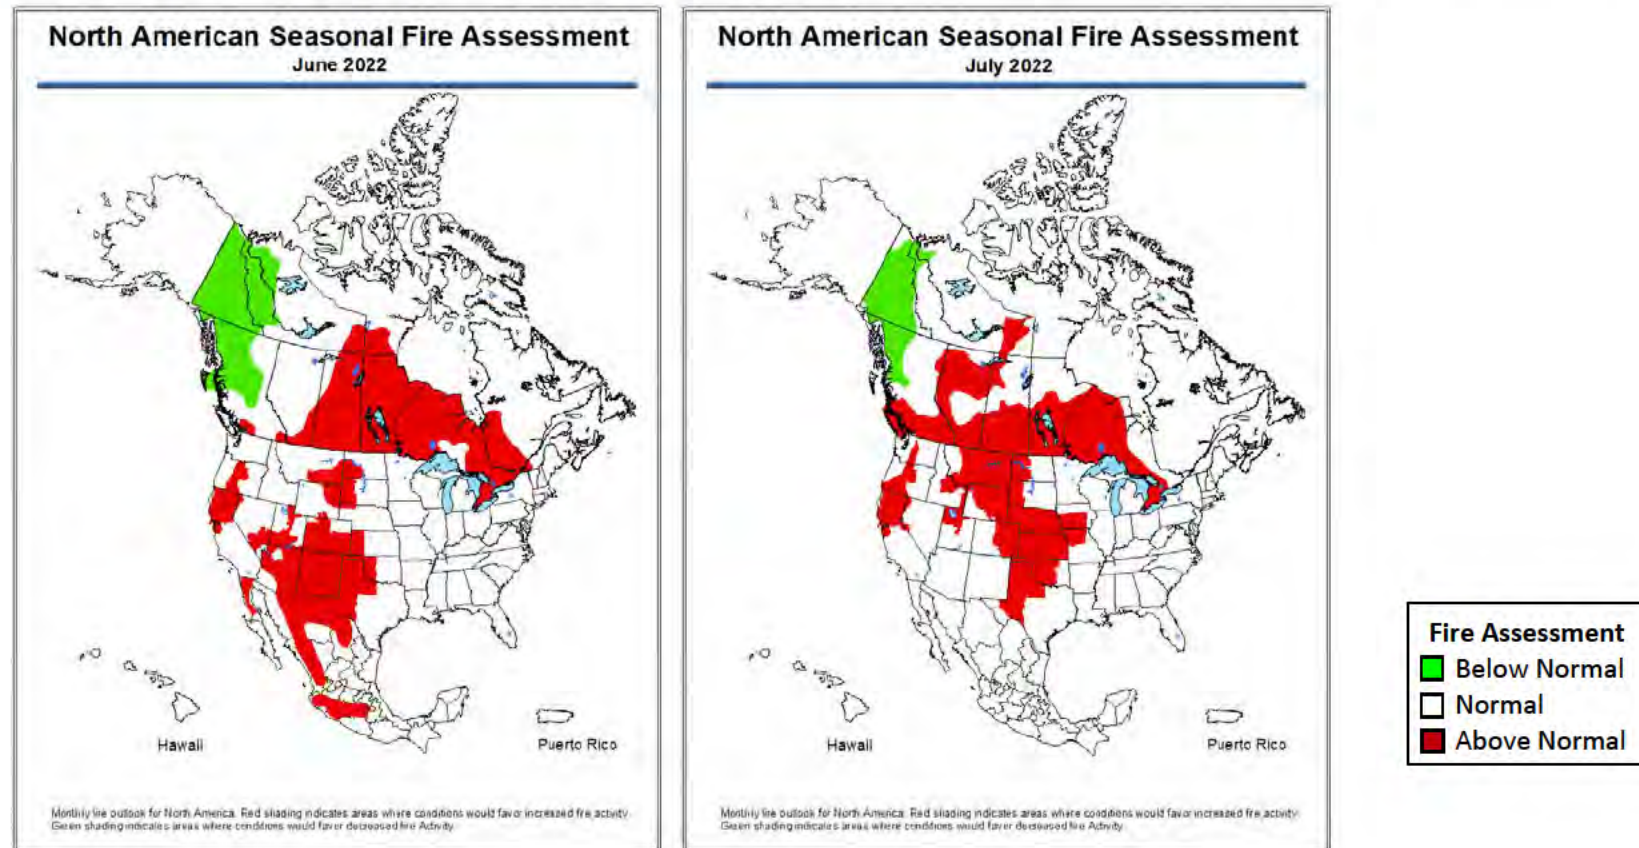 North American Seasonal Fire Assessment
June 2022
Hawaii
Puerto Rico
Monthly fire outlook for North America. Red shading indicates areas where conditions would favor increased fire activity.
Green shading indicates areas where conditions would favor decreased fire Activity.
North American Seasonal Fire Assessment
July 2022
Hawaii
Puerto Rico
Monthly fire outlook for North America. Red shading indicates areas where conditions would favor increased fire activity.
Green shading indicates areas where conditions would favor decreased fire Activity.
Fire Assessment
Below Normal
Normal
Above Normal